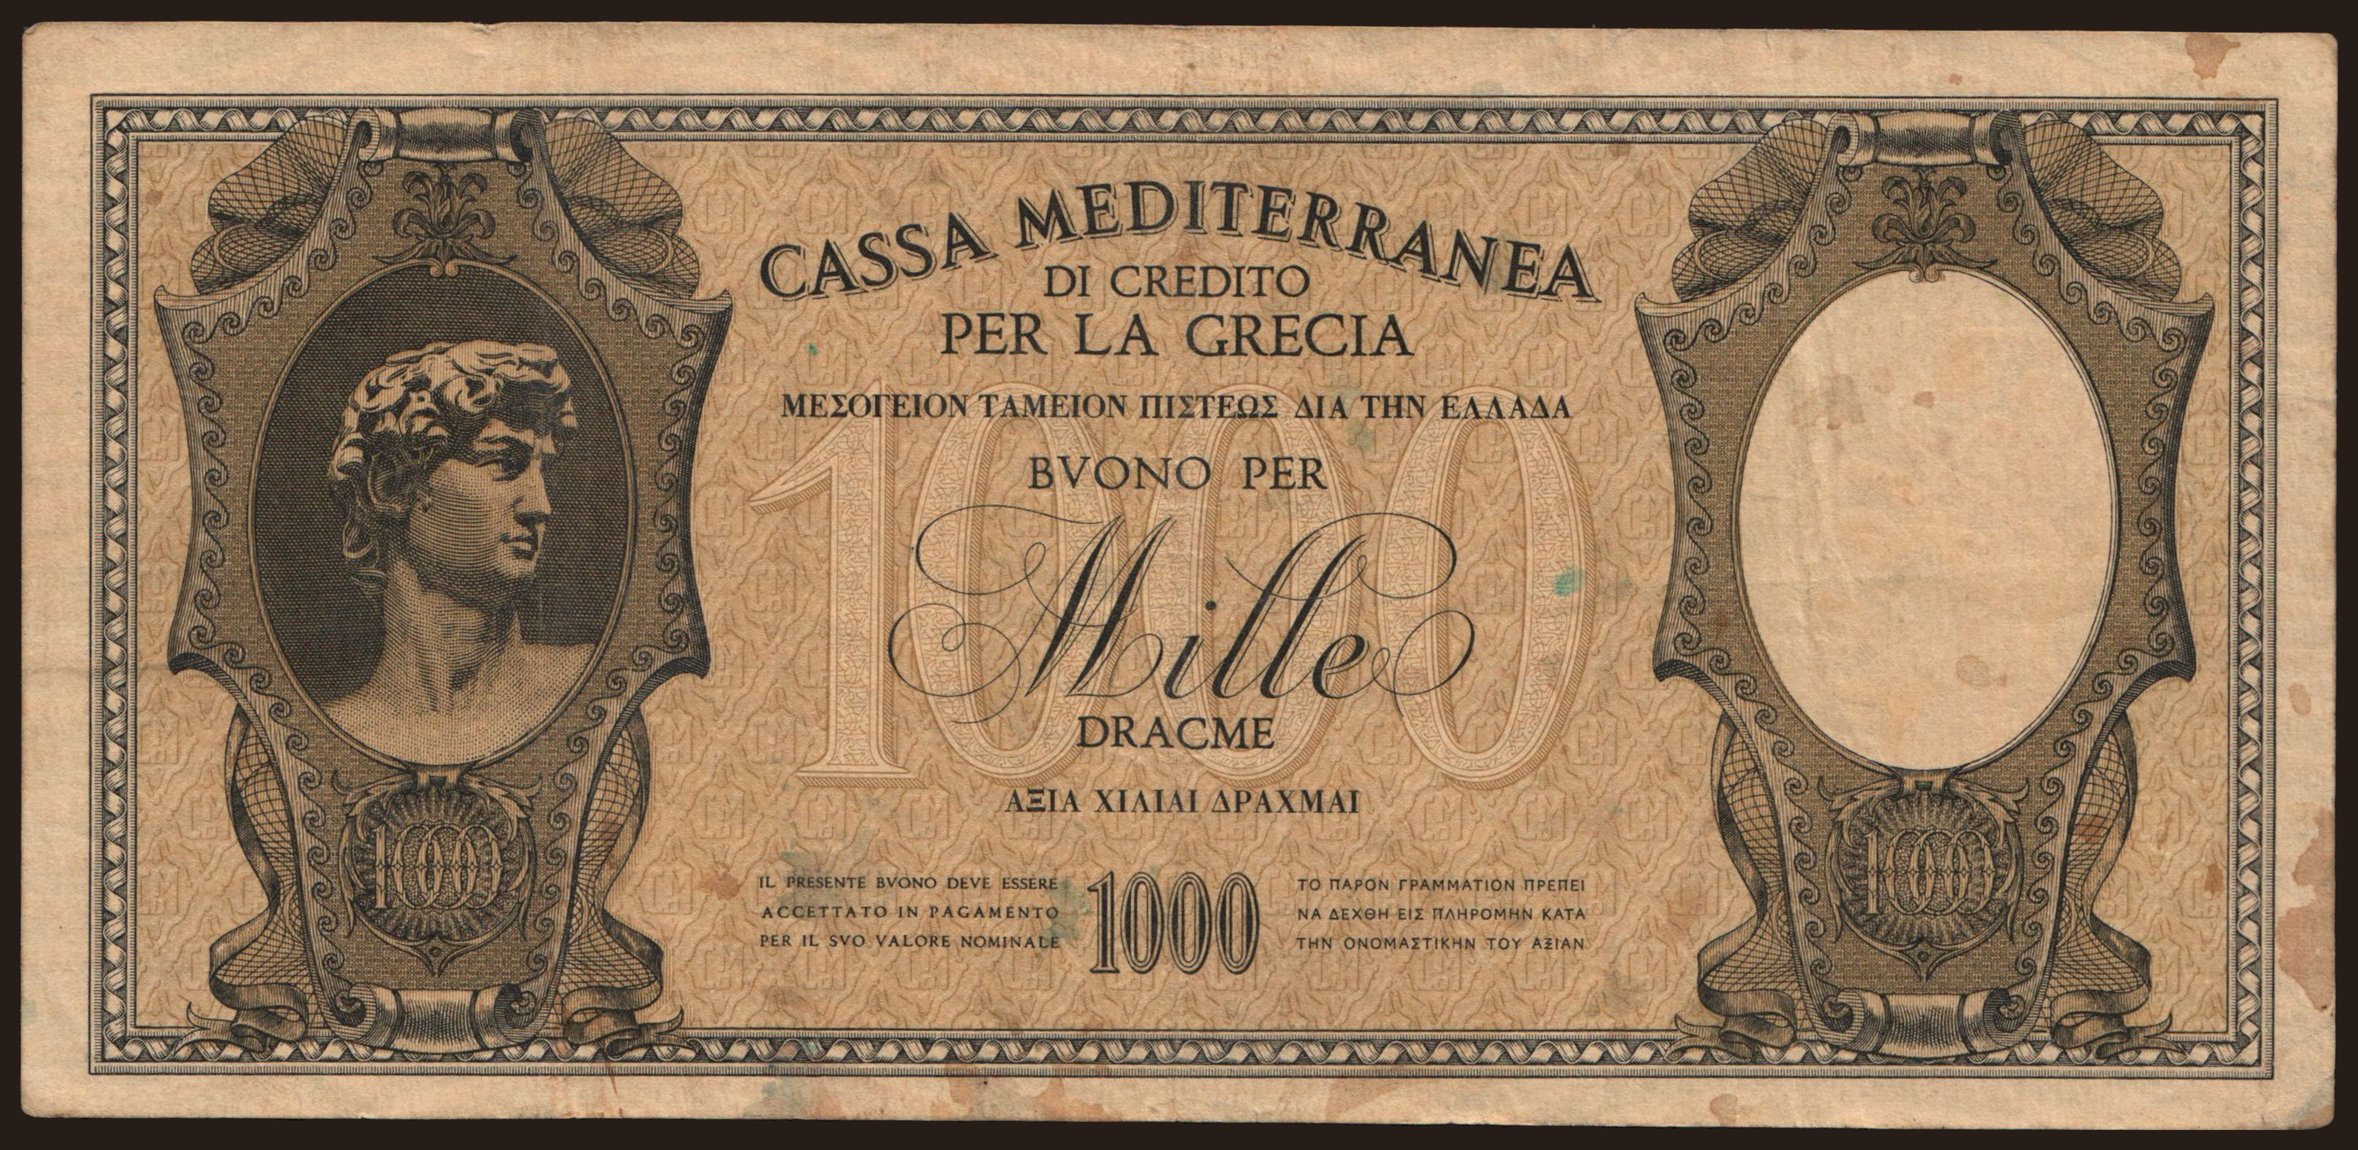 CASSA MEDITERRANEA
DI CREDITO
PER LA GRECIA
ΜΕΣΟΓΕΙΟΝ ΤΑΜΕΙΟΝ ΠΙΣΤΕΩΣ ΔΙΑ ΤΗΝ ΕΛΛΑΔΑ
BVONO PER
1000
Mille
DRACME
ΑΞΙΑ ΧΙΛΙΑΙ ΔΡΑΧΜΑΙ
1000
IL PRESENTE BVONO DEVE ESSERE
ACCETTATO IN PAGAMENTO
PER IL SVO VALORE NOMINALE
1000
ΤΟ ΠΑΡΟΝ ΓΡΑΜΜΑΤΙΟΝ ΠΡΕΠΕΙ
ΝΑ ΔΕΧΘΗ ΕΙΣ ΠΛΗΡΟΜΗΝ ΚΑΤΑ
ΤΗΝ ΟΝΟΜΑΣΤΙΚΗΝ ΤΟΥ ΑΞΙΑΝ
1000